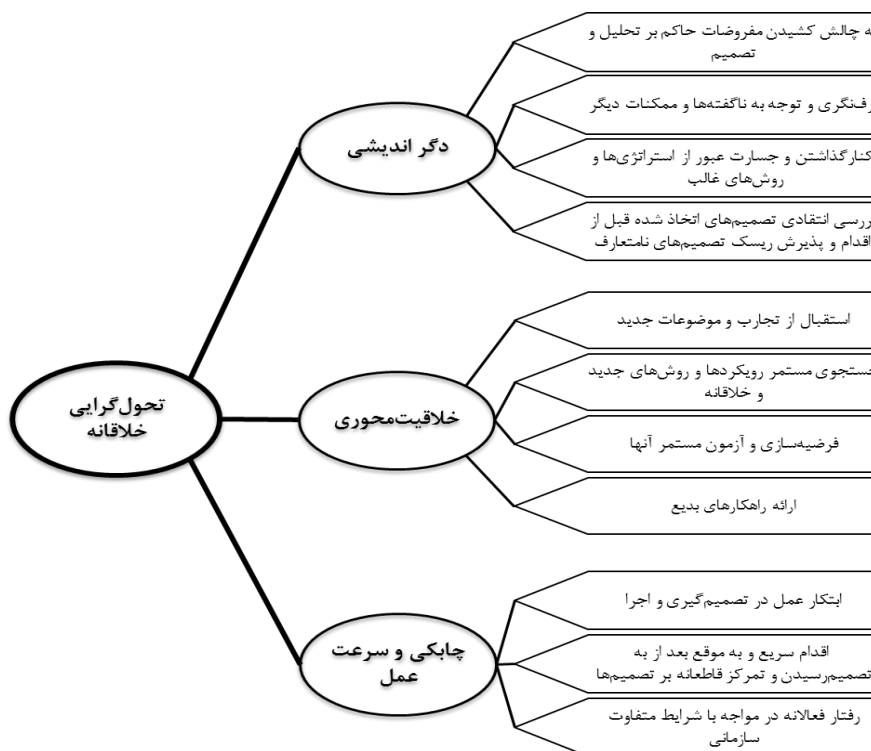 تحول‌گرایی
خلاقانه
دگر اندیشی
ه چالش کشیدن مفروضات حاکم بر تحلیل و
تصمیم
رف‌نگری و توجه به ناگفته‌ها و ممکنات دیگر
کنارگذاشتن و جسارت عبور از استراتژی‌ها و
روش‌های غالب
ررسی انتقادی تصمیم‌های اتخاذ شده قبل از
اقدام و پذیرش ریسک تصمیم‌های نامتعارف
خلاقیت‌محوری
استقبال از تجارب و موضوعات جدید
جستجوی مستمر رویکردها و روش‌های جدید
و خلاقانه
فرضیه‌سازی و آزمون مستمر آنها
ارائه راهکارهای بدیع
چابکی و سرعت
عمل
ابتکار عمل در تصمیم‌گیری و اجرا
اقدام سریع و به موقع بعد از به
تصمیم‌رسیدن و تمرکز قاطعانه بر تصمیم‌ها
رفتار فعالانه در مواجه با شرایط متفاوت
سازمانی